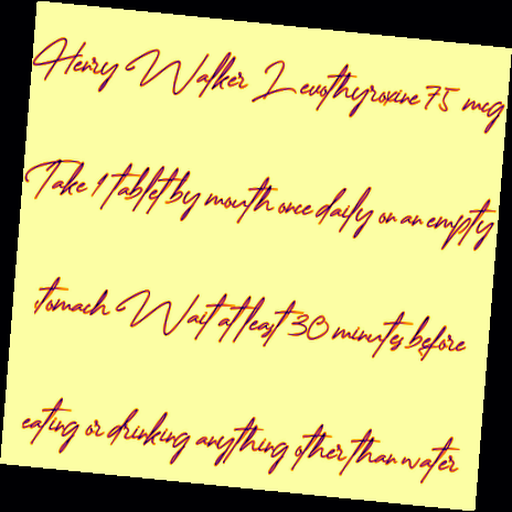 Henry Walker Levothyroxine 75 mcg
Take 1 tablet by mouth once daily on an empty
stomach Wait at least 30 minutes before
eating or drinking anything other than water